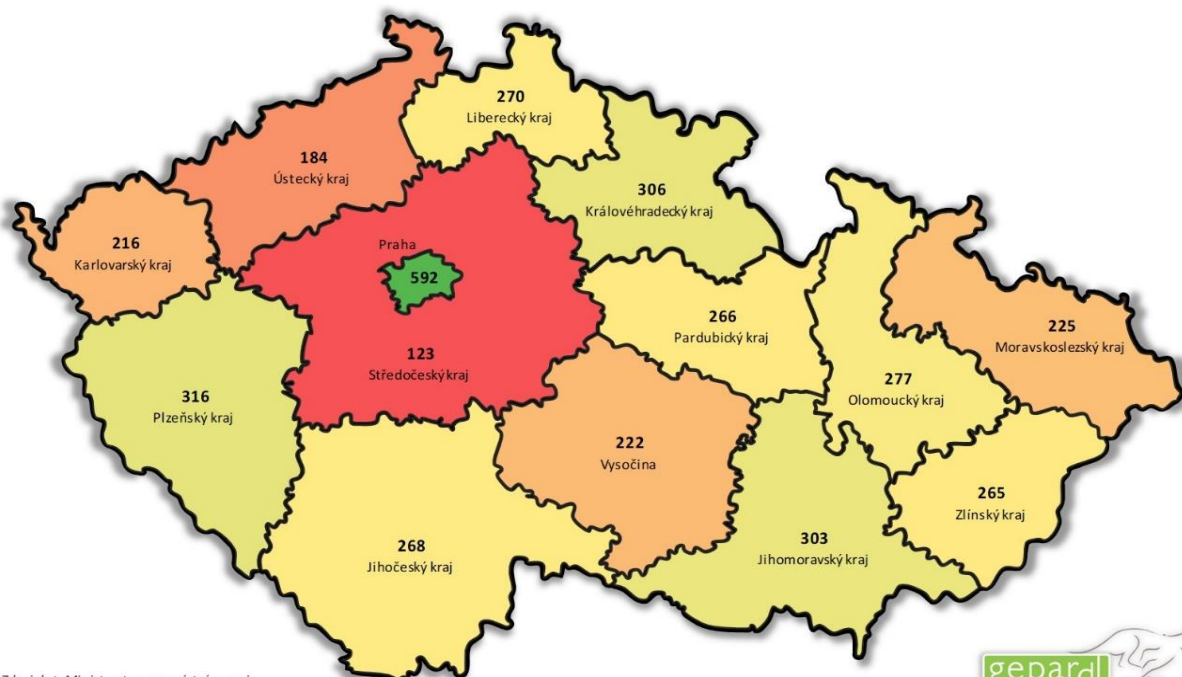 270
Liberecký kraj
184
Ústecký kraj
306
Královéhradecký kraj
216
Karlovarský kraj
Praha
592
266
Pardubický kraj
225
Moravskoslezský kraj
123
Středočeský kraj
277
Olomoucký kraj
316
Plzeňský kraj
222
Vysočina
265
Zlínský kraj
303
Jihomoravský kraj
268
Jihočeský kraj
gepard